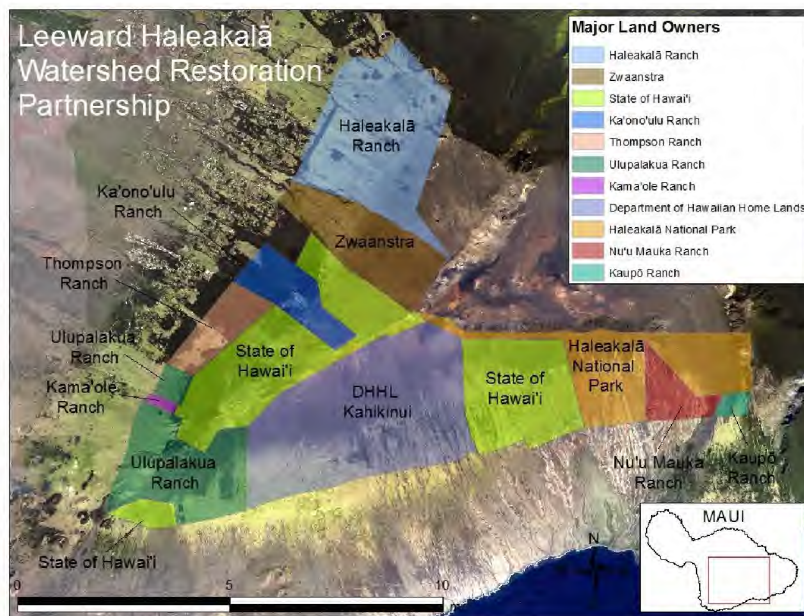 Leeward Haleakalā
Watershed Restoration
Partnership
Major Land Owners
Haleakalā Ranch
Zwaanstra
State of Hawai'i
Ka'ono'ulu Ranch
Thompson Ranch
Ulupalakua Ranch
Kama'ole Ranch
Department of Hawaiian Home Lands
Haleakalā National Park
Nu'u Mauka Ranch
Kaupō Ranch
Haleakalā
Ranch
Ka'ono'ulu
Ranch
Zwaanstra
Thompson
Ranch
Ulupalakua
Ranch
Kama'ole
Ranch
State of
Hawai'i
DHHL
Kahikinui
State of
Hawai'i
Haleakalā
National
Park
Ulupalakua
Ranch
Nu'u Mauka
Ranch
Kaupō
Ranch
State of Hawai'i
N
MAUI
0 5 10